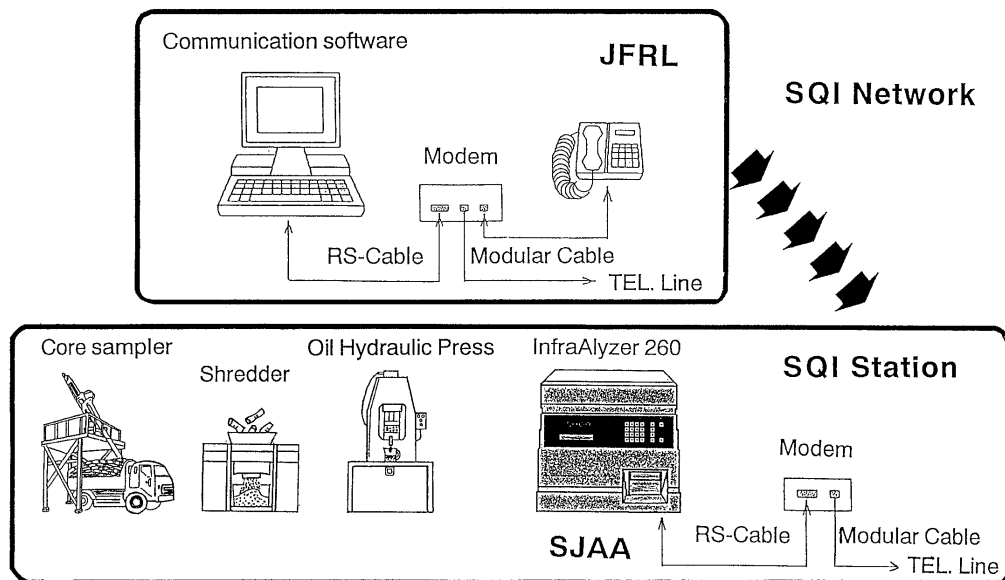 Communication software
JFRL
SQI Network
Modem
RS-Cable
Modular Cable
TEL. Line
Core sampler
Shredder
Oil Hydraulic Press
InfraAlyzer 260
SQI Station
Modem
SJAA
RS-Cable
Modular Cable
TEL. Line